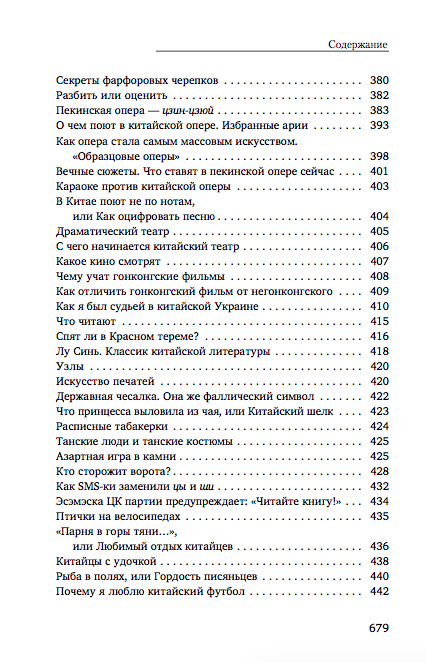 Содержание
Секреты фарфоровых черепков . . . . . . . . . . . . . . . . . . . . . . 380
Разбить или оценить . . . . . . . . . . . . . . . . . . . . . . . . . . . . . . 382
Пекинская опера — цзин-цзюй . . . . . . . . . . . . . . . . . . . . . . 383
О чем поют в китайской опере. Избранные арии . . . . . . . . 393
Как опера стала самым массовым искусством.
«Образцовые оперы» . . . . . . . . . . . . . . . . . . . . . . . . . . . . 398
Вечные сюжеты. Что ставят в пекинской опере сейчас . . . . 401
Караоке против китайской оперы . . . . . . . . . . . . . . . . . . . . 403
В Китае поют не по нотам,
или Как оцифровать песню . . . . . . . . . . . . . . . . . . . . . . . 404
Драматический театр . . . . . . . . . . . . . . . . . . . . . . . . . . . . . 405
С чего начинается китайский театр . . . . . . . . . . . . . . . . . . . 406
Какое кино смотрят . . . . . . . . . . . . . . . . . . . . . . . . . . . . . . 407
Чему учат гонконгские фильмы . . . . . . . . . . . . . . . . . . . . . 408
Как отличить гонконгский фильм от негонконгского . . . . 409
Как я был судьей в китайской Украине . . . . . . . . . . . . . . . . 410
Что читают . . . . . . . . . . . . . . . . . . . . . . . . . . . . . . . . . . . . . 415
Спят ли в Красном тереме? . . . . . . . . . . . . . . . . . . . . . . . . . 416
Лу Синь. Классик китайской литературы . . . . . . . . . . . . . . 418
Узлы . . . . . . . . . . . . . . . . . . . . . . . . . . . . . . . . . . . . . . . . . . 420
Искусство печатей . . . . . . . . . . . . . . . . . . . . . . . . . . . . . . . 420
Державная чесалка. Она же фаллический символ . . . . . . . 422
Что принцесса выловила из чая, или Китайский шелк . . . . 423
Расписные табакерки . . . . . . . . . . . . . . . . . . . . . . . . . . . . . 424
Танские люди и танские костюмы . . . . . . . . . . . . . . . . . . . . 425
Азартная игра в камни . . . . . . . . . . . . . . . . . . . . . . . . . . . . 425
Кто сторожит ворота? . . . . . . . . . . . . . . . . . . . . . . . . . . . . . 428
Как SMS-ки заменили цы и ши . . . . . . . . . . . . . . . . . . . . . . 432
Эсэмэска ЦК партии предупреждает: «Читайте книгу!» . . . 434
Птички на велосипедах . . . . . . . . . . . . . . . . . . . . . . . . . . . . 435
«Парня в горы тяни…»,
или Любимый отдых китайцев . . . . . . . . . . . . . . . . . . . . . 436
Китайцы с удочкой . . . . . . . . . . . . . . . . . . . . . . . . . . . . . . . 438
Рыба в полях, или Гордость писяньцев . . . . . . . . . . . . . . . . 440
Почему я люблю китайский футбол . . . . . . . . . . . . . . . . . . 442
679